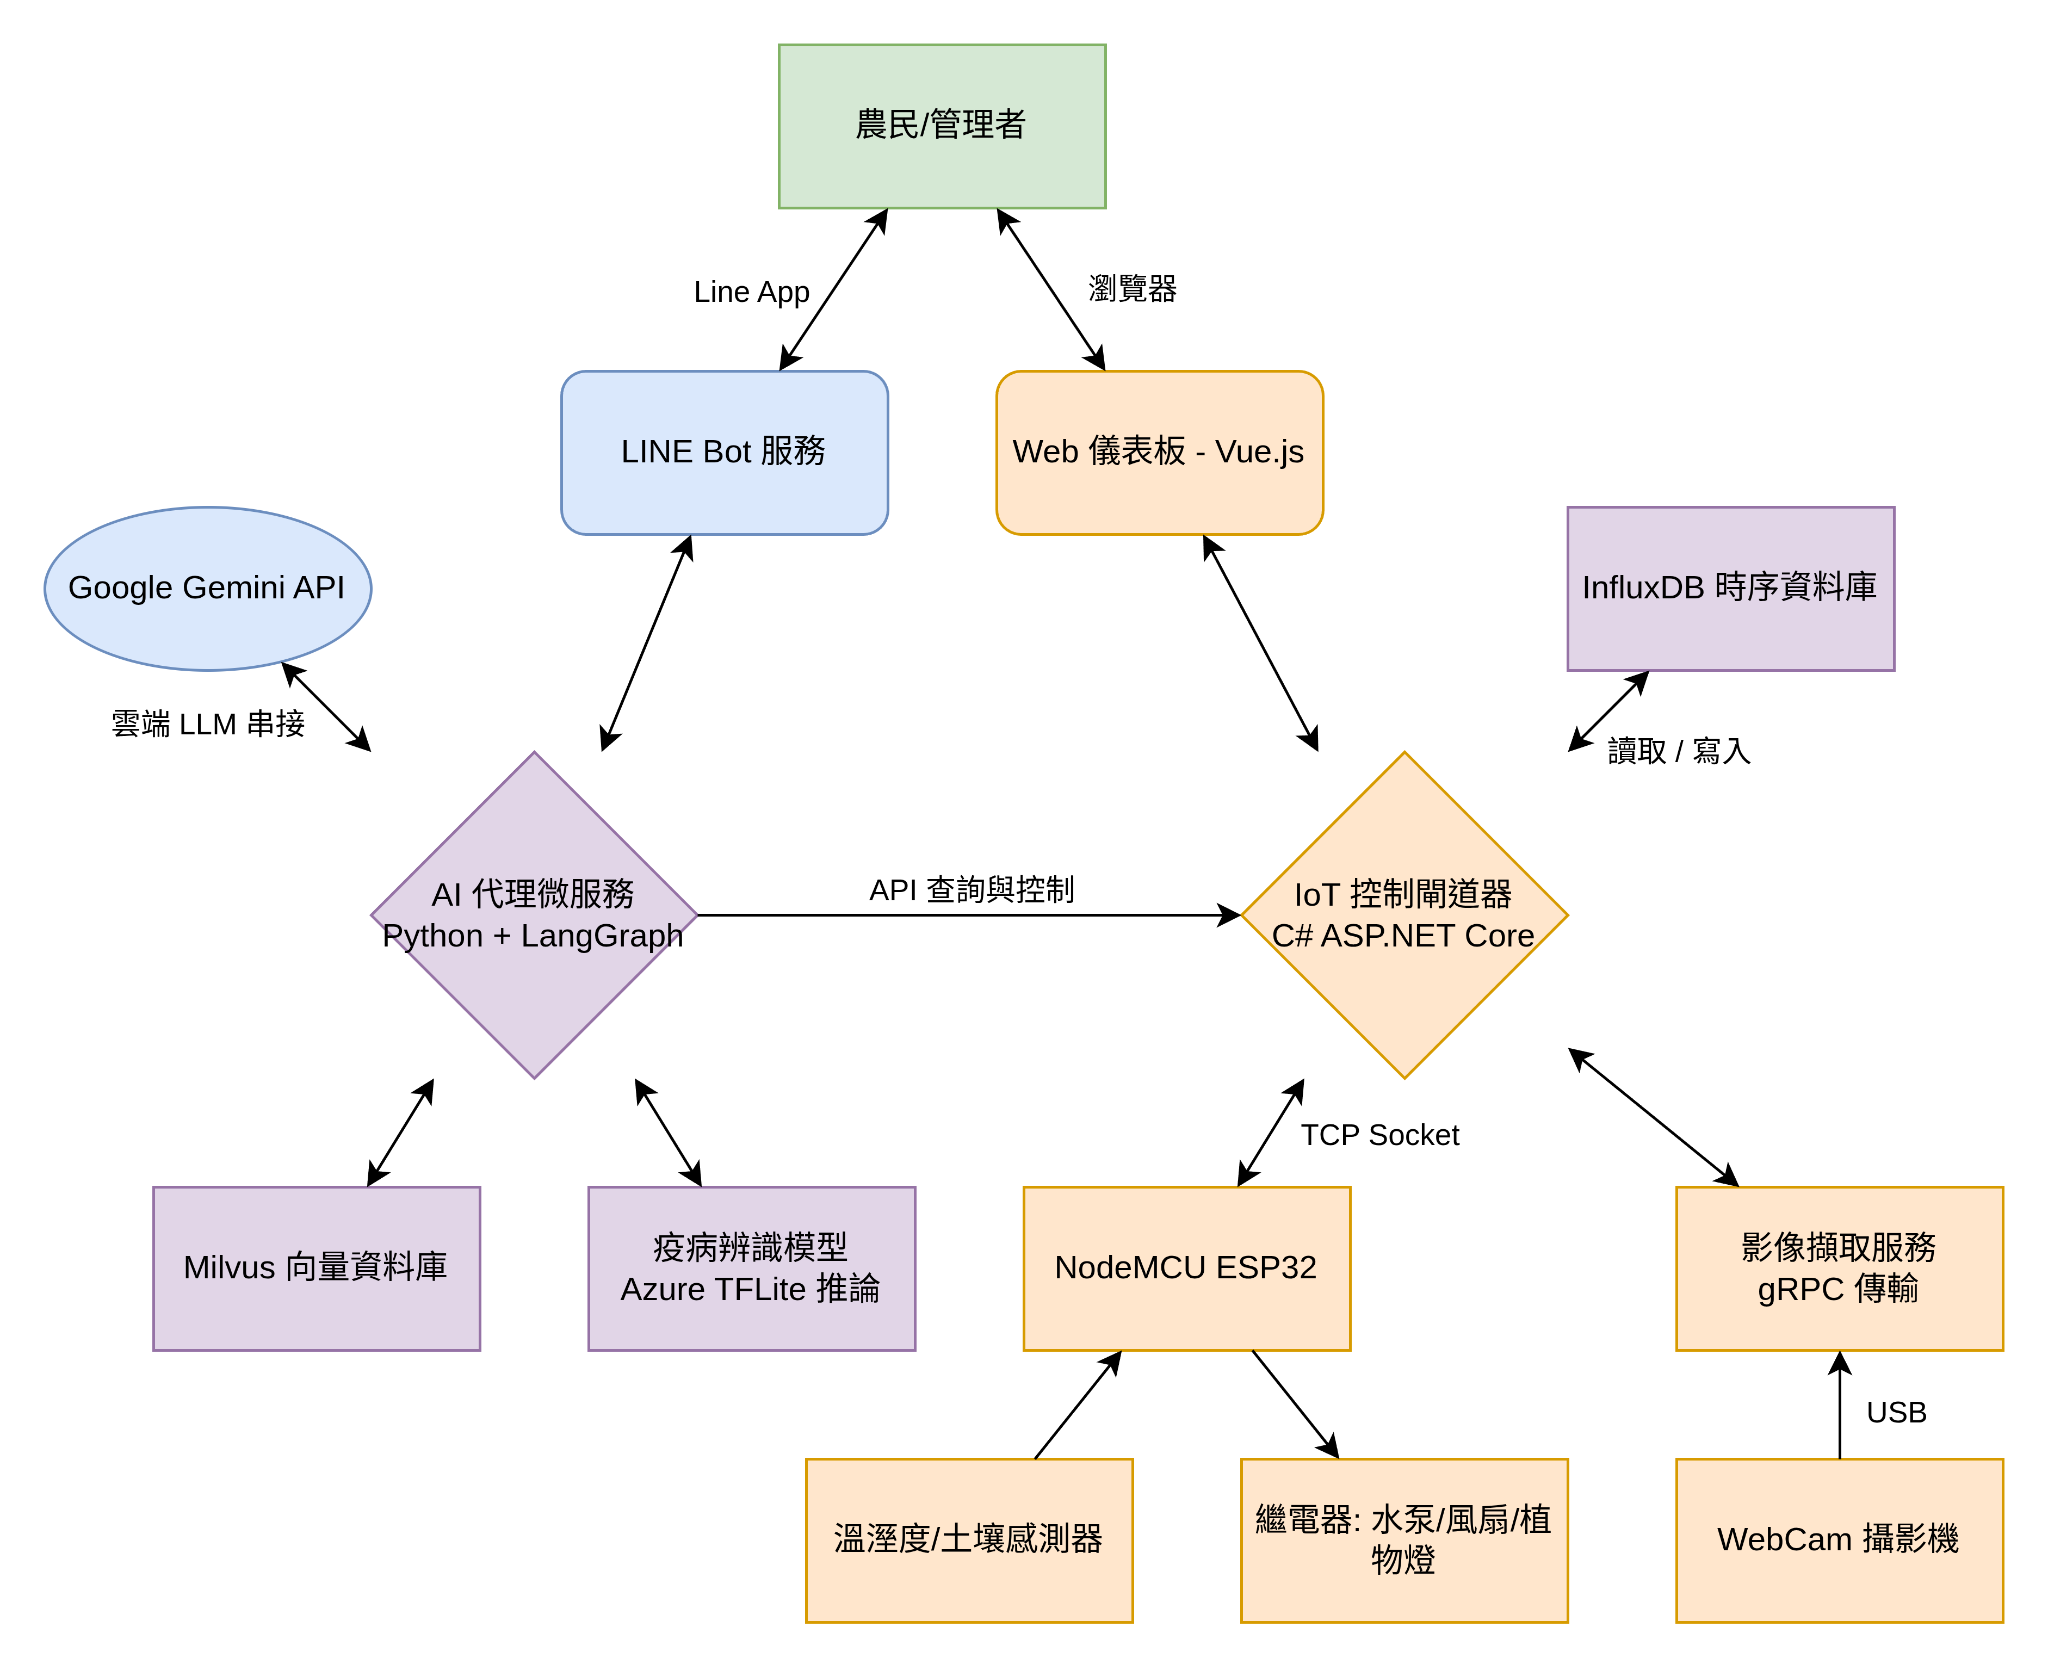 農民/管理者
Line App
瀏覽器
LINE Bot 服務
Web 儀表板 - Vue.js
Google Gemini API
InfluxDB 時序資料庫
雲端 LLM 串接
讀取 / 寫入
AI 代理微服務
Python + LangGraph
API 查詢與控制
IoT 控制閘道器
C# ASP.NET Core
TCP Socket
Milvus 向量資料庫
疫病辨識模型
Azure TFLite 推論
NodeMCU ESP32
影像擷取服務
gRPC 傳輸
USB
溫溼度/土壤感測器
繼電器: 水泵/風扇/植
物燈
WebCam 攝影機